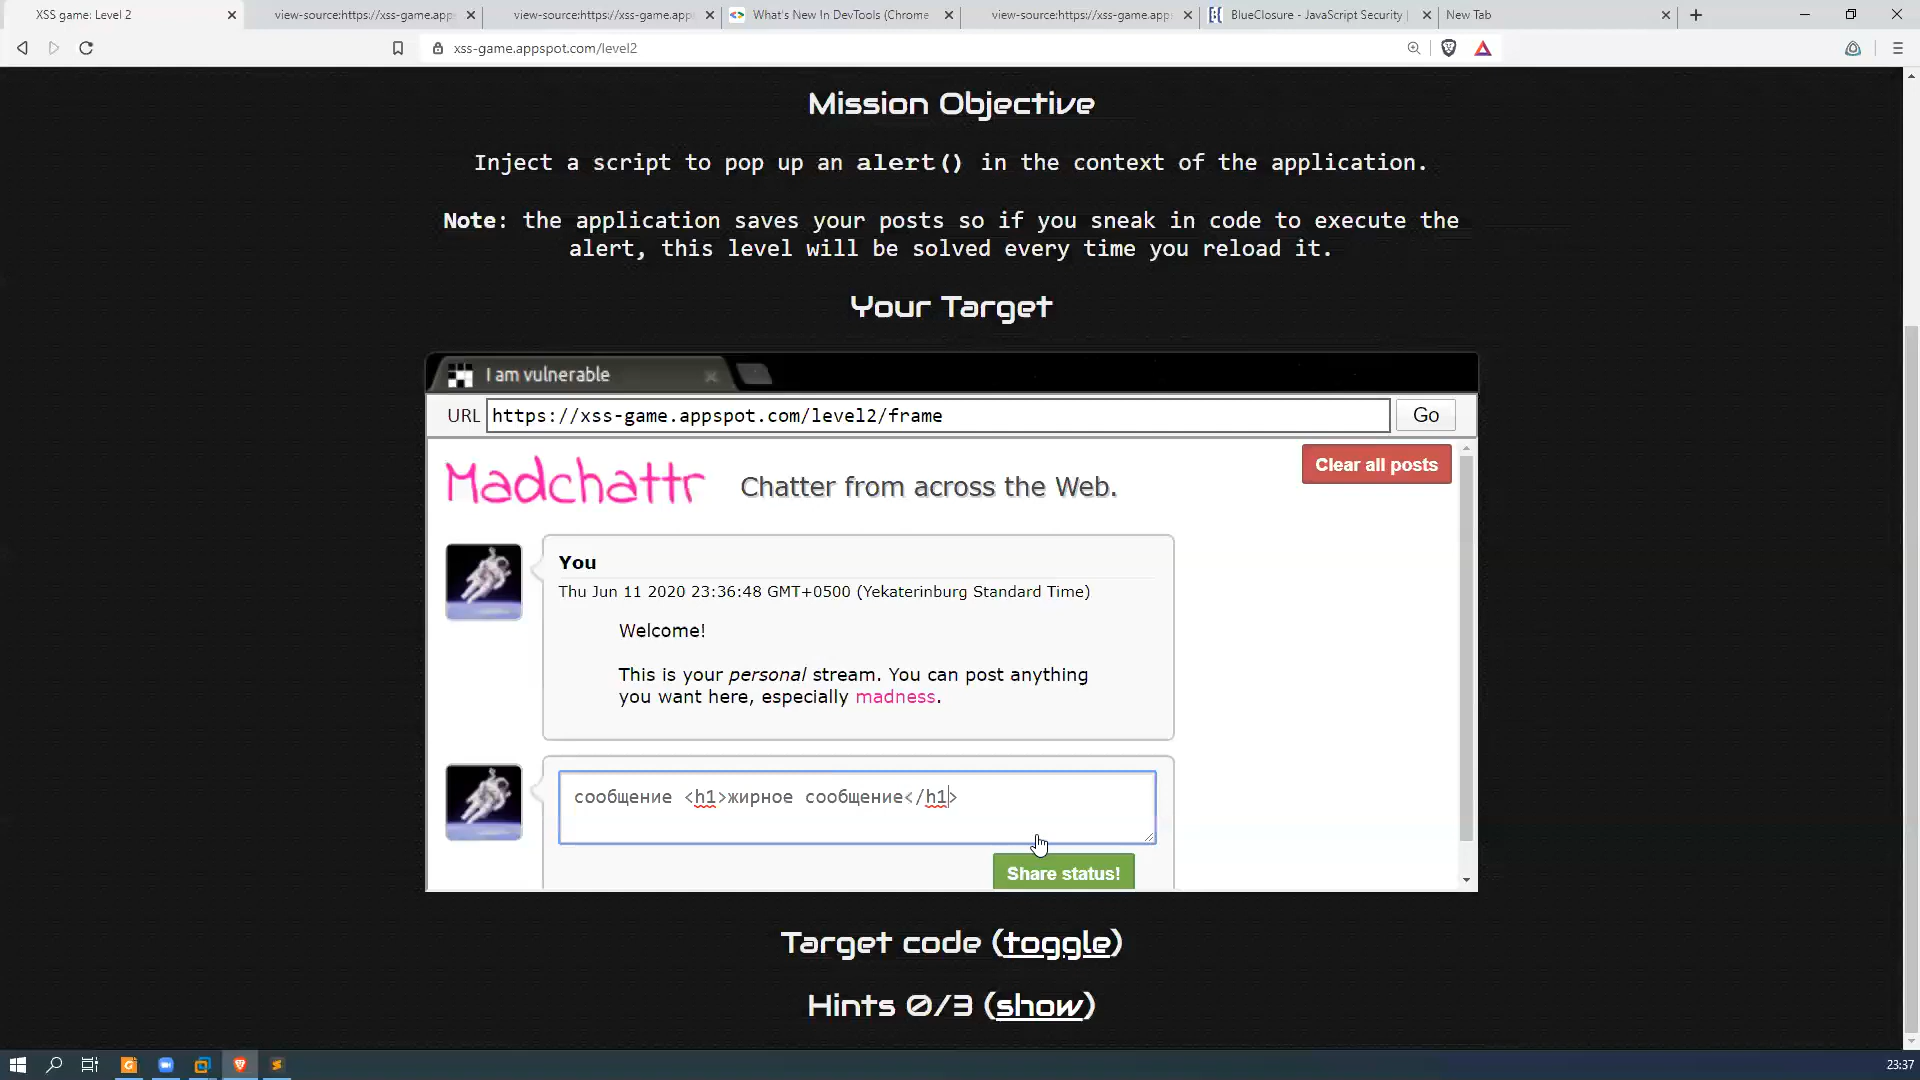 XSS game: Level 2
view-source:https://xss-game.app
view-source:https://xss-game.app
What's New In DevTools (Chrome
view-source:https://xss-game.app
BlueClosure - JavaScript Security
New Tab
xss-game.appspot.com/level2
Mission Objective
Inject a script to pop up an alert() in the context of the application.
Note: the application saves your posts so if you sneak in code to execute the
alert, this level will be solved every time you reload it.
Your Target
I am vulnerable
URL https://xss-game.appspot.com/level2/frame Go
Madchattr
Chatter from across the Web.
Clear all posts
You
Thu Jun 11 2020 23:36:48 GMT+0500 (Yekaterinburg Standard Time)
Welcome!
This is your personal stream. You can post anything
you want here, especially madness.
сообщение <h1>жирное сообщение</h1>
Share status!
Target code (toggle)
Hints 0/3 (show)
23:37